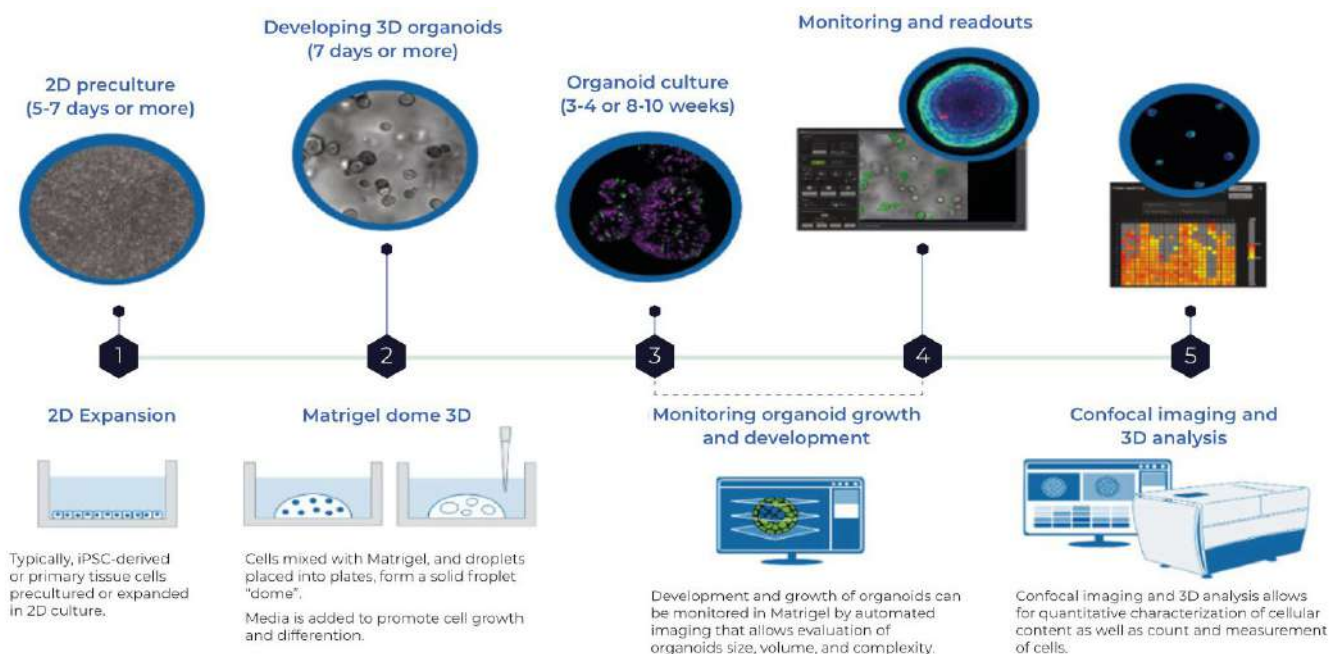 Developing 3D organoids
(7 days or more)
Monitoring and readouts
2D preculture
(5-7 days or more)
Organoid culture
(3-4 or 8-10 weeks)
1
2
3
4
5
2D Expansion
Matrigel dome 3D
Monitoring organoid growth
and development
Confocal imaging and
3D analysis
Typically, iPSC-derived
or primary tissue cells
precultured or expanded
in 2D culture.
Cells mixed with Matrigel, and droplets
placed into plates, form a solid froplet
“dome”.
Media is added to promote cell growth
and differention.
Development and growth of organoids can
be monitored in Matrigel by automated
imaging that allows evaluation of
organoids size, volume, and complexity.
Confocal imaging and 3D analysis allows
for quantitative characterization of cellular
content as well as count and measurement
of cells.